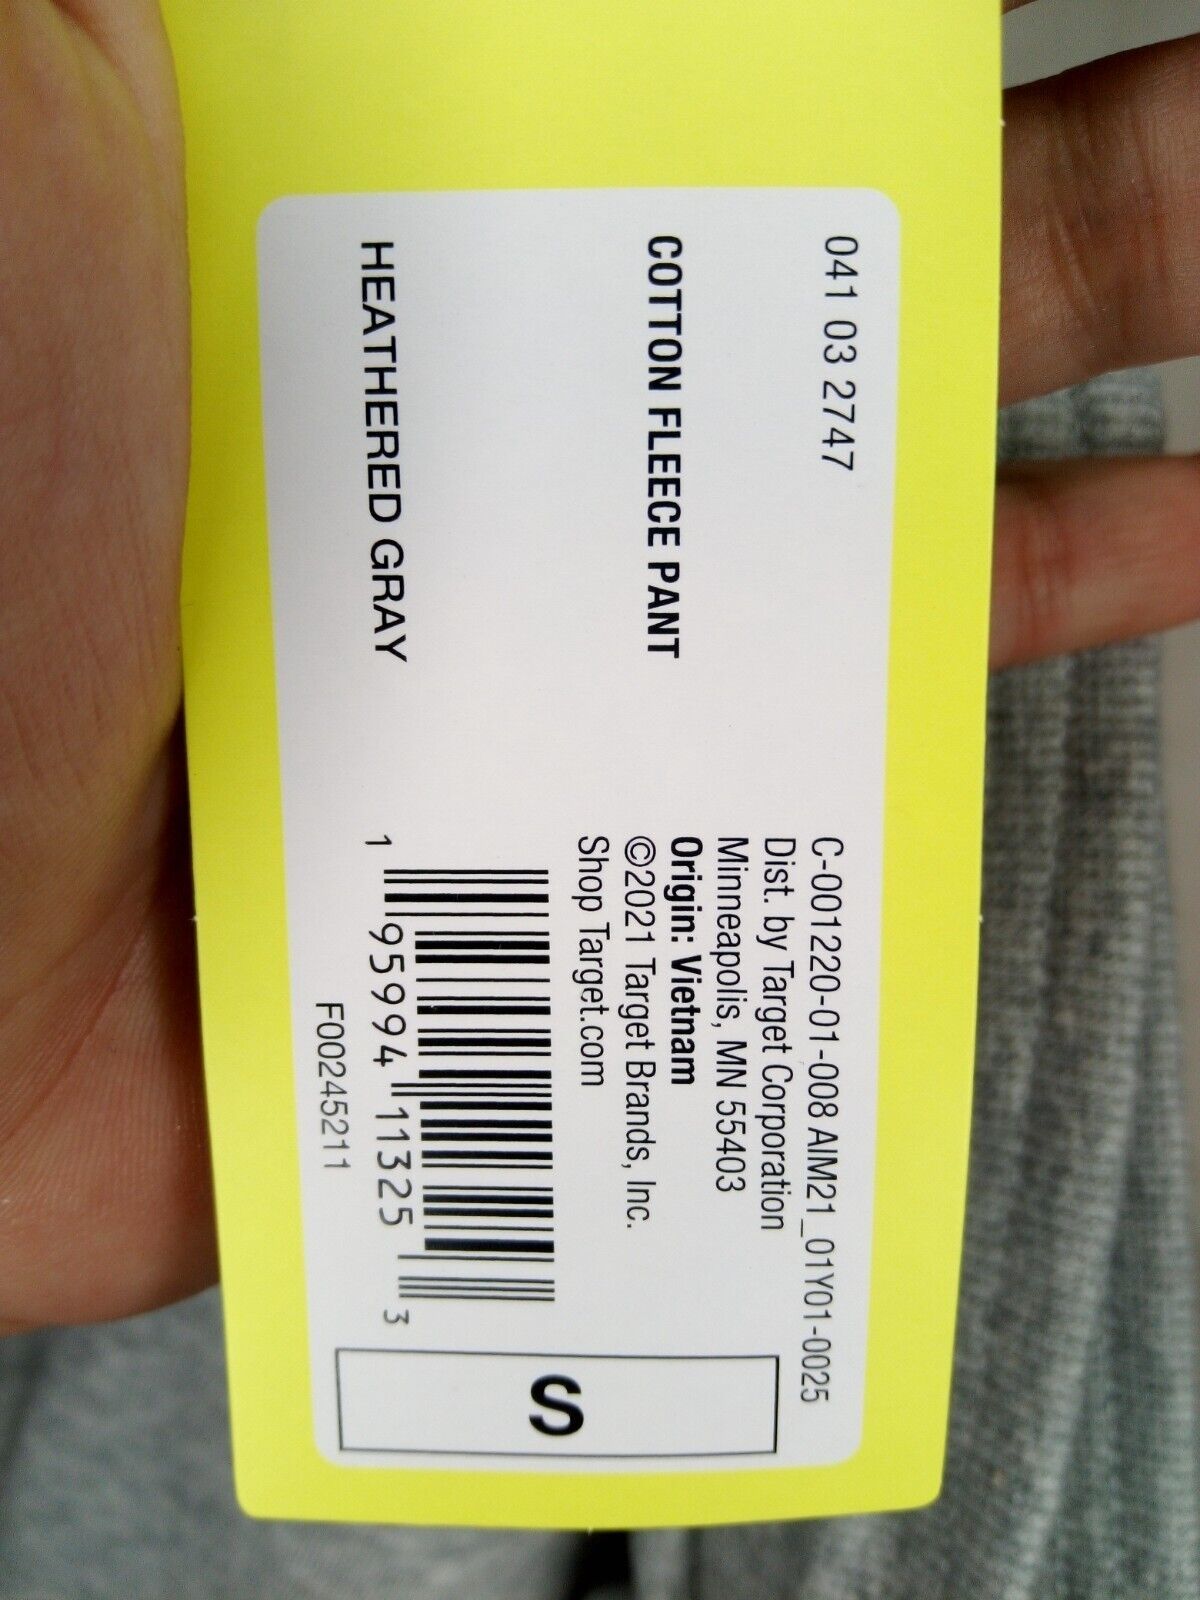 041 03 2747
COTTON FLEECE PANT
HEATHERED GRAY
C-001220-01-008 AIM21_01Y01-0025
Dist. by Target Corporation
Minneapolis, MN 55403
Origin: Vietnam
©2021 Target Brands, Inc.
Shop Target.com
1 95994 11325 3
F00245211
S